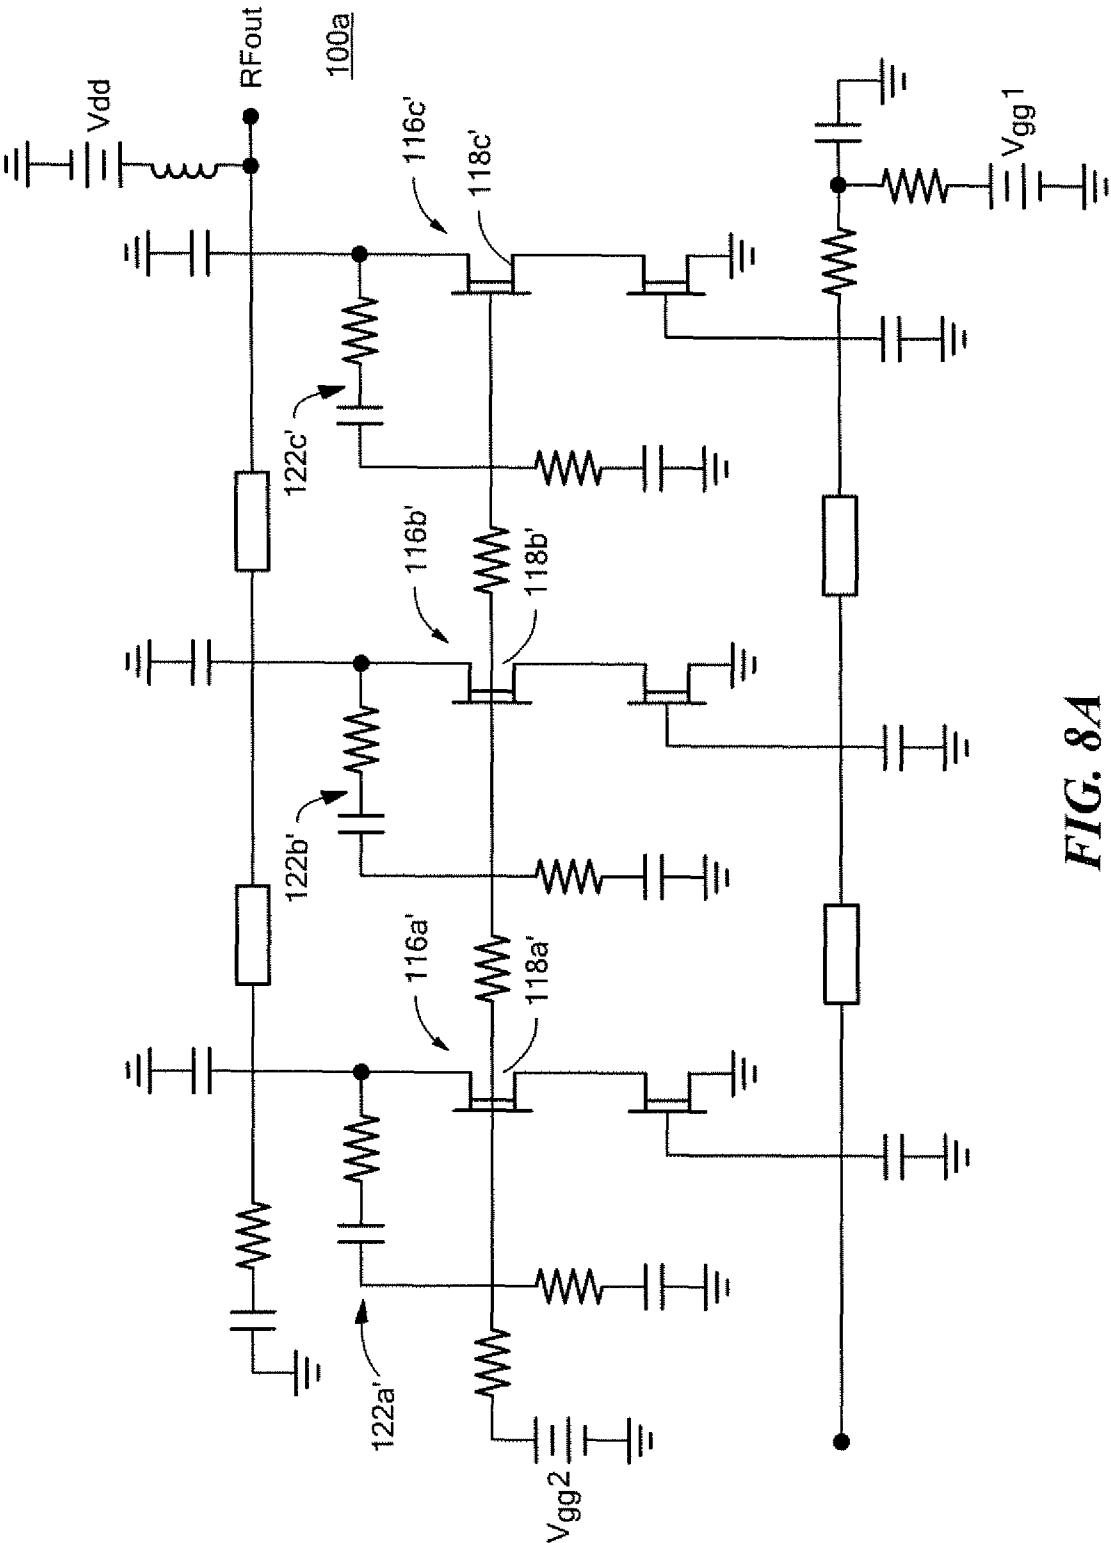 100a
Vdd
RFout
116c'
118c'
122c'
116b'
118b'
122b'
116a'
118a'
122a'
Vgg2
Vgg1
FIG. 8A